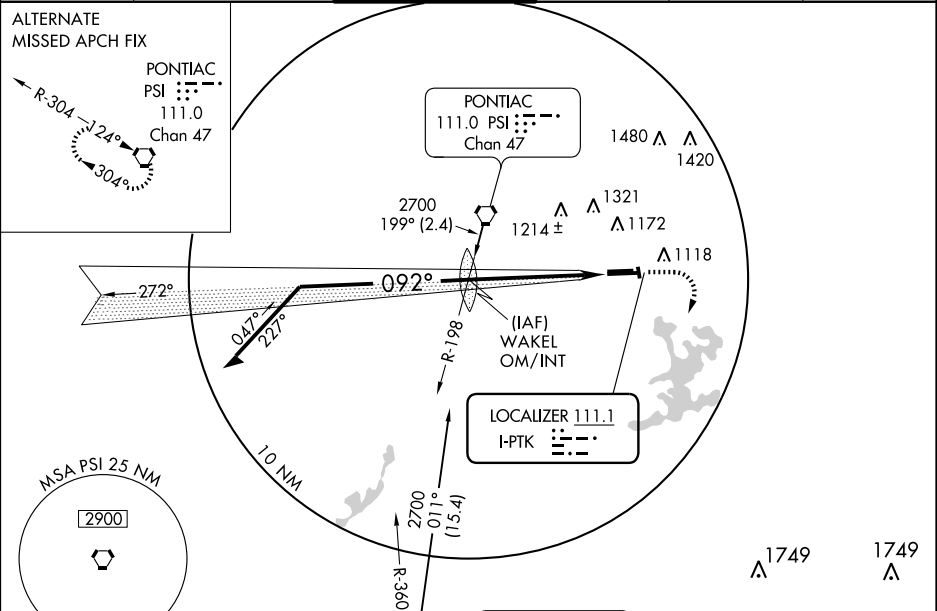 ALTERNATE
MISSED APCH FIX
PONTIAC
PSI
111.0
Chan 47
R-304
124°
304°
PONTIAC
111.0 PSI
Chan 47
1480
1420
2700
199° (2.4)
1214 ±
1321
1172
1118
272°
092°
047°
227°
R-198
(IAF)
WAKEL
OM/INT
LOCALIZER 111.1
I-PTK
10 NM
MSA PSI 25 NM
2900
2700
011°
(15.4)
R-360
1749
1749